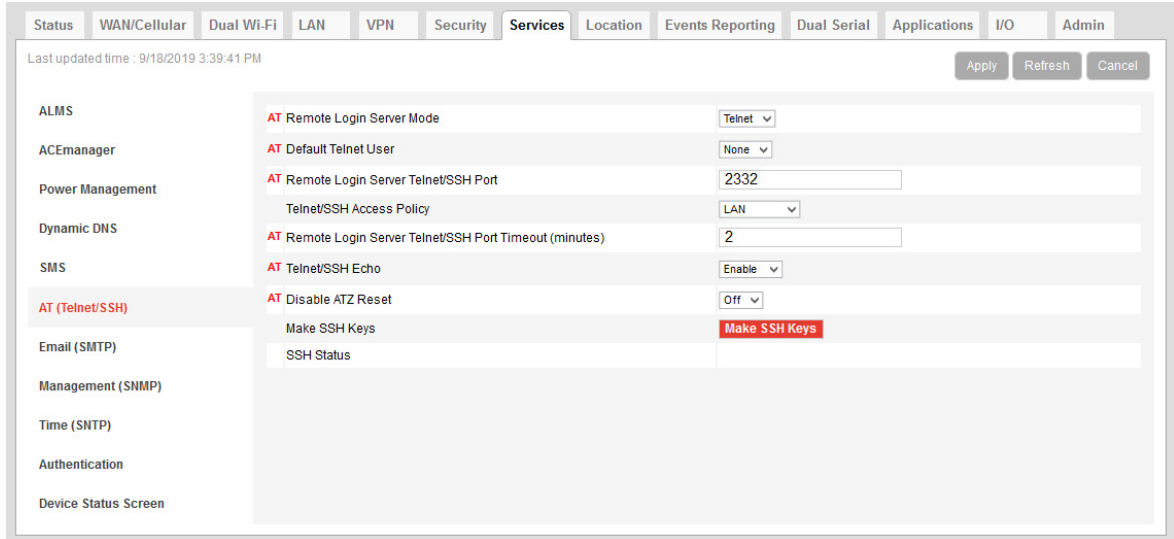 Status WAN/Cellular Dual Wi-Fi LAN VPN Security Services Location Events Reporting Dual Serial Applications I/O Admin
Last updated time : 9/18/2019 3:39:41 PM
Apply Refresh Cancel
ALMS
ACEmanager
Power Management
Dynamic DNS
SMS
AT (Telnet/SSH)
Email (SMTP)
Management (SNMP)
Time (SNTP)
Authentication
Device Status Screen
AT Remote Login Server Mode Telnet
AT Default Telnet User None
AT Remote Login Server Telnet/SSH Port 2332
Telnet/SSH Access Policy LAN
AT Remote Login Server Telnet/SSH Port Timeout (minutes) 2
AT Telnet/SSH Echo Enable
AT Disable ATZ Reset Off
Make SSH Keys Make SSH Keys
SSH Status